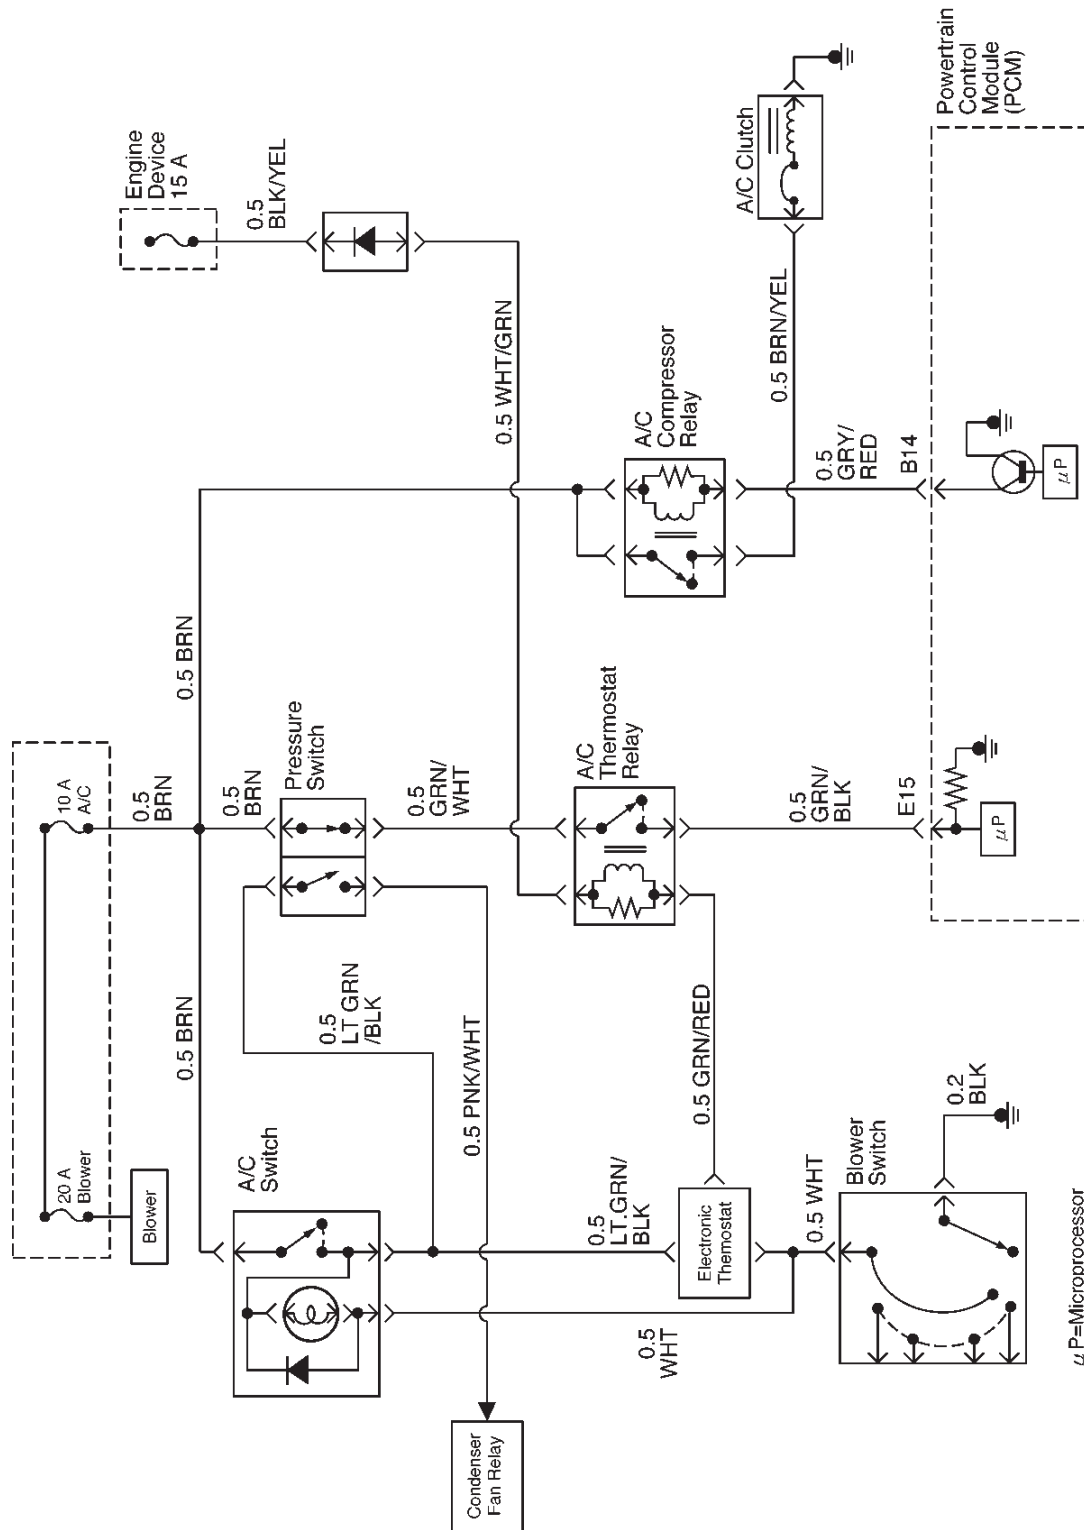 Engine
Device
15 A
0.5
BLK/YEL
A/C Clutch
Powertrain
Control
Module
(PCM)
0.5 WHT/GRN
0.5 BRN/YEL
A/C
Compressor
Relay
0.5
GRY/
RED
B14
μ P
0.5 BRN
10 A
A/C
0.5
BRN
0.5
BRN
Pressure
Switch
0.5
GRN/
WHT
A/C
Thermostat
Relay
0.5
GRN/
BLK
E15
μ P
0.5 BRN
0.5
LT GRN
/BLK
0.5 PNK/WHT
0.5 GRN/RED
0.2
BLK
20 A
Blower
Blower
A/C
Switch
0.5
LT.GRN/
BLK
Electronic
Themostat
0.5 WHT
Blower
Switch
0.5
WHT
Condenser
Fan Relay
μ P=Microprocessor